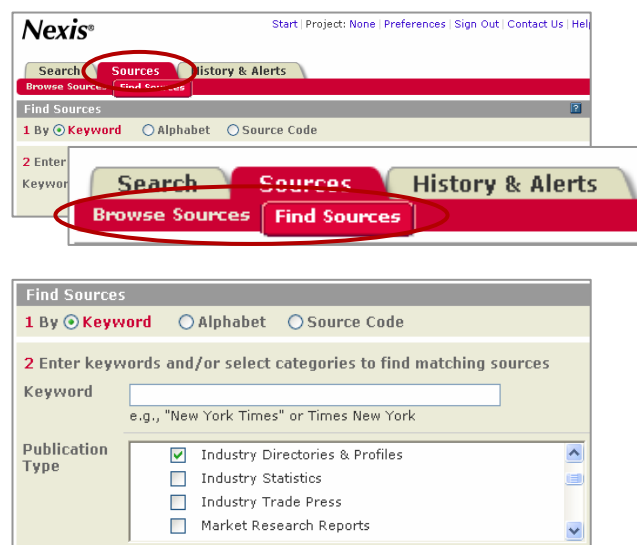 Nexis®
Start | Project: None | Preferences | Sign Out | Contact Us | Hel
Search Sources History & Alerts
Browse Sources Find Sources
Find Sources ?
1 By Keyword Alphabet Source Code
2 Enter
Keywor
Search Sources History & Alerts
Browse Sources Find Sources
Find Sources
1 By Keyword Alphabet Source Code
2 Enter keywords and/or select categories to find matching sources
Keyword
e.g., "New York Times" or Times New York
Publication Type
Industry Directories & Profiles
Industry Statistics
Industry Trade Press
Market Research Reports